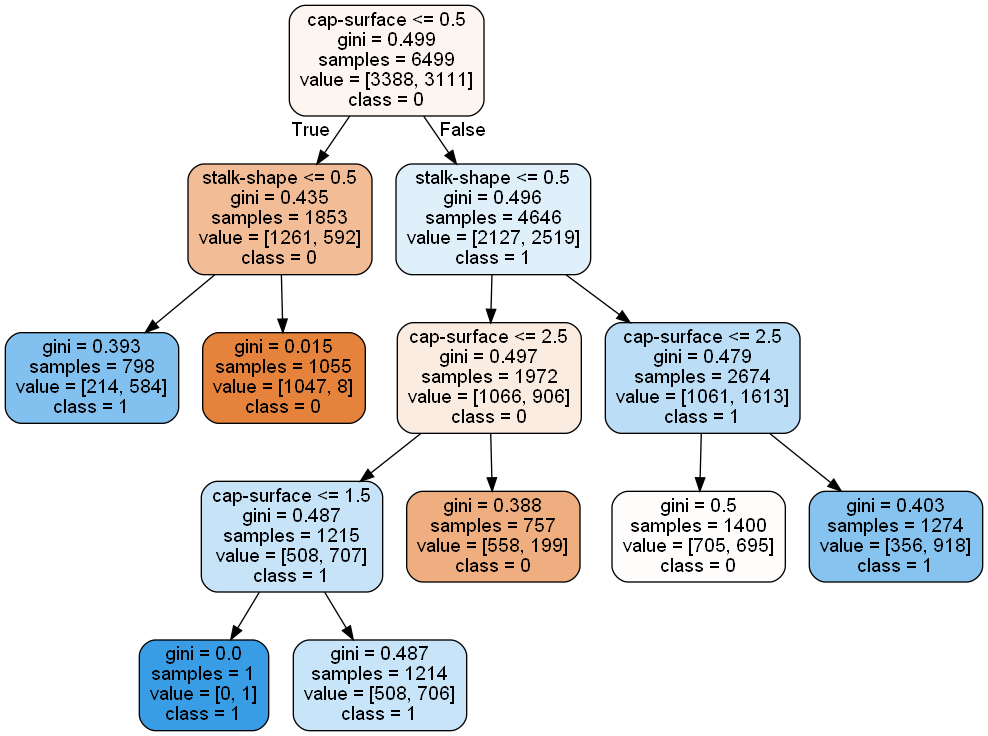 cap-surface <= 0.5
gini = 0.499
samples = 6499
value = [3388, 3111]
class = 0
True
False
stalk-shape <= 0.5
gini = 0.435
samples = 1853
value = [1261, 592]
class = 0
stalk-shape <= 0.5
gini = 0.496
samples = 4646
value = [2127, 2519]
class = 1
gini = 0.393
samples = 798
value = [214, 584]
class = 1
gini = 0.015
samples = 1055
value = [1047, 8]
class = 0
cap-surface <= 2.5
gini = 0.497
samples = 1972
value = [1066, 906]
class = 0
cap-surface <= 2.5
gini = 0.479
samples = 2674
value = [1061, 1613]
class = 1
cap-surface <= 1.5
gini = 0.487
samples = 1215
value = [508, 707]
class = 1
gini = 0.388
samples = 757
value = [558, 199]
class = 0
gini = 0.5
samples = 1400
value = [705, 695]
class = 0
gini = 0.403
samples = 1274
value = [356, 918]
class = 1
gini = 0.0
samples = 1
value = [0, 1]
class = 1
gini = 0.487
samples = 1214
value = [508, 706]
class = 1